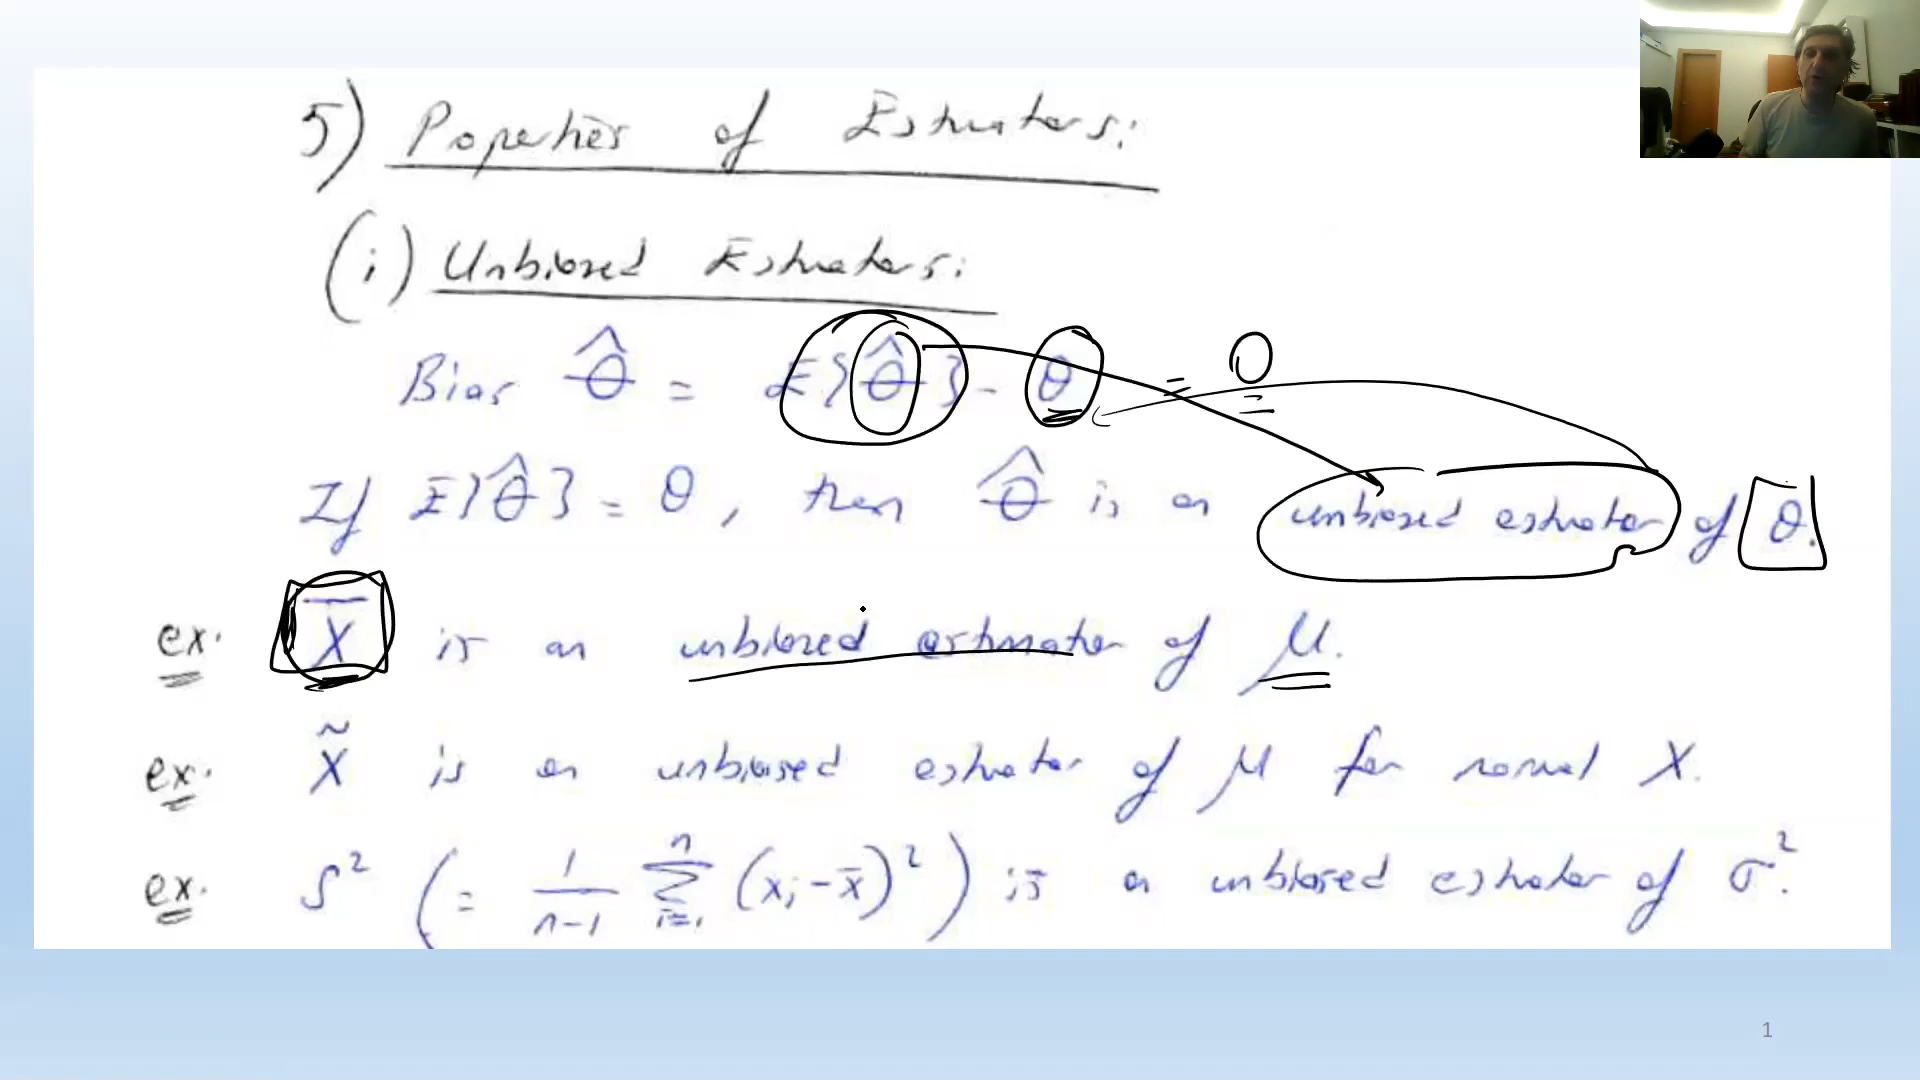 5) Properties of Estimators:
(i) Unbiased Estimators:
Bias θ̂ = E{θ̂} - θ = 0
If E{θ̂} = θ, then θ̂ is an unbiased estimator of θ.
ex. X̄ is an unbiased estimator of μ.
ex. X̃ is an unbiased estimator of μ for normal X.
ex. S² (= 1/(n-1) Σ_{i=1}^{n} (x_i - x̄)²) is a unbiased estimator of σ².
1